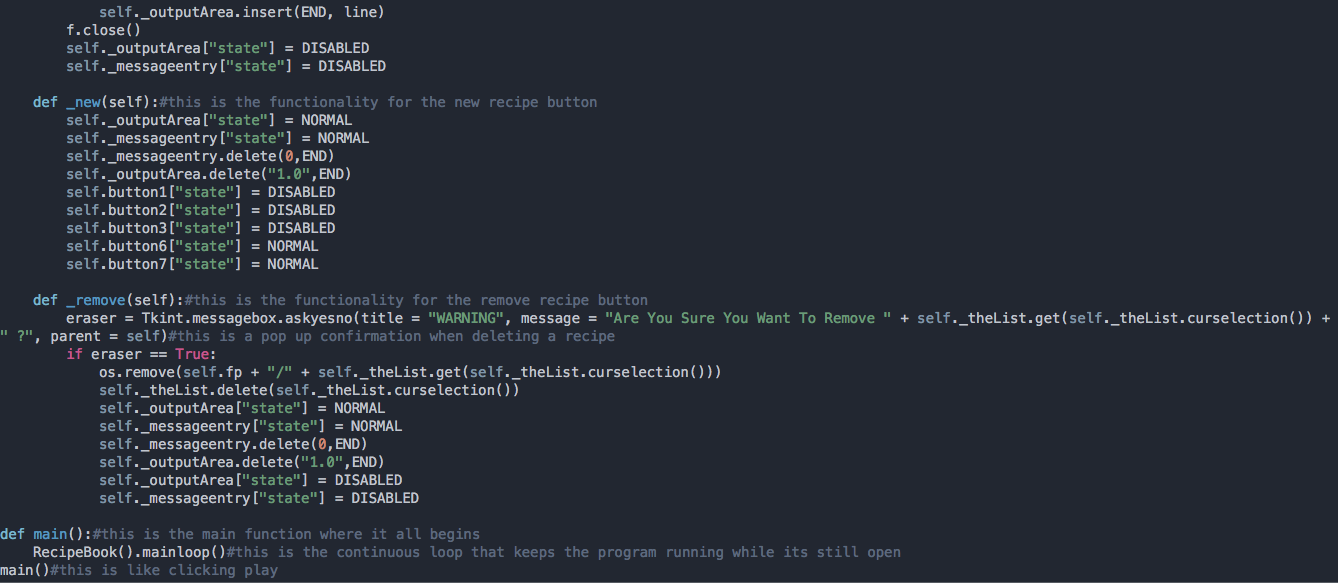 self._outputArea.insert(END, line)
        f.close()
        self._outputArea["state"] = DISABLED
        self._messageentry["state"] = DISABLED

    def _new(self):#this is the functionality for the new recipe button
        self._outputArea["state"] = NORMAL
        self._messageentry["state"] = NORMAL
        self._messageentry.delete(0,END)
        self._outputArea.delete("1.0",END)
        self.button1["state"] = DISABLED
        self.button2["state"] = DISABLED
        self.button3["state"] = DISABLED
        self.button6["state"] = NORMAL
        self.button7["state"] = NORMAL

    def _remove(self):#this is the functionality for the remove recipe button
        eraser = Tkint.messagebox.askyesno(title = "WARNING", message = "Are You Sure You Want To Remove " + self._theList.get(self._theList.curselection()) +
" ?", parent = self)#this is a pop up confirmation when deleting a recipe
        if eraser == True:
            os.remove(self.fp + "/" + self._theList.get(self._theList.curselection()))
            self._theList.delete(self._theList.curselection())
            self._outputArea["state"] = NORMAL
            self._messageentry["state"] = NORMAL
            self._messageentry.delete(0,END)
            self._outputArea.delete("1.0",END)
            self._outputArea["state"] = DISABLED
            self._messageentry["state"] = DISABLED

def main():#this is the main function where it all begins
    RecipeBook().mainloop()#this is the continuous loop that keeps the program running while its still open
main()#this is like clicking play